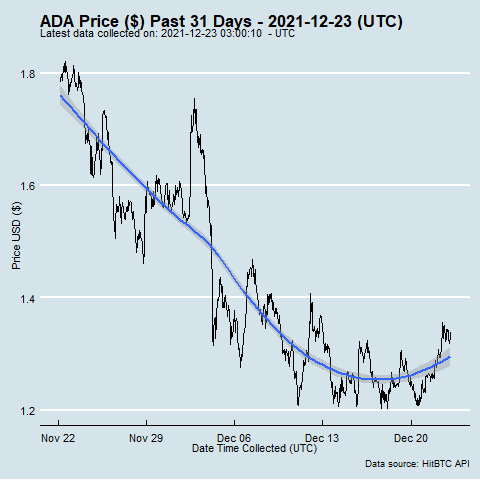 ADA Price ($) Past 31 Days - 2021-12-23 (UTC)
Latest data collected on: 2021-12-23 03:00:10 - UTC
1.8
1.6
1.4
1.2
Price USD ($)
Nov 22 Nov 29 Dec 06 Dec 13 Dec 20
Date Time Collected (UTC)
Data source: HitBTC API